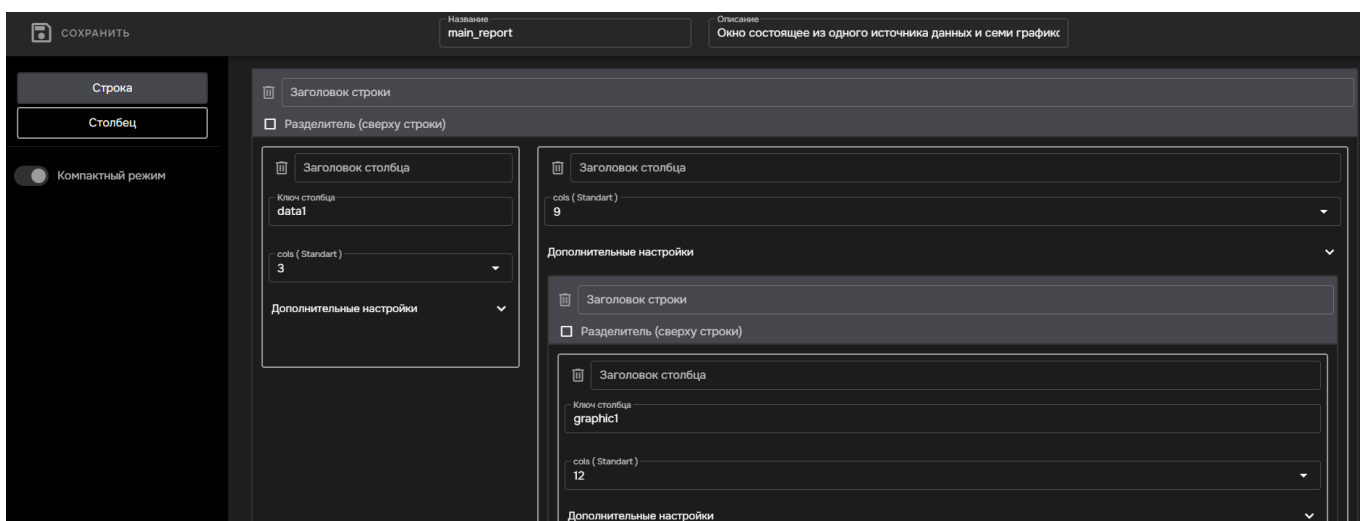 СОХРАНИТЬ
Название
main_report
Описание
Окно состоящее из одного источника данных и семи график
Строка
Столбец
Компактный режим
Заголовок строки
Разделитель (сверху строки)
Заголовок столбца
Ключ столбца
data1
cols ( Standart )
3
Дополнительные настройки
Заголовок столбца
cols ( Standart )
9
Дополнительные настройки
Заголовок строки
Разделитель (сверху строки)
Заголовок столбца
Ключ столбца
graphic1
cols ( Standart )
12
Дополнительные настройки